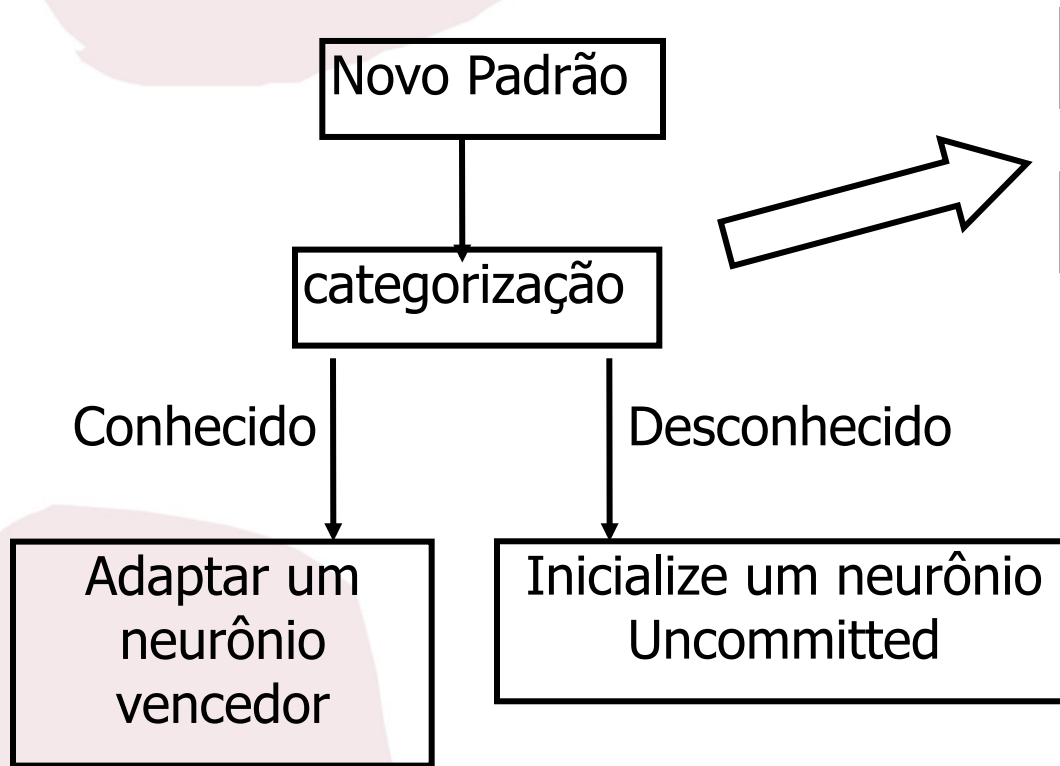 Novo Padrão
categorização
Conhecido
Desconhecido
Adaptar um
neurônio
vencedor
Inicialize um neurônio
Uncommitted